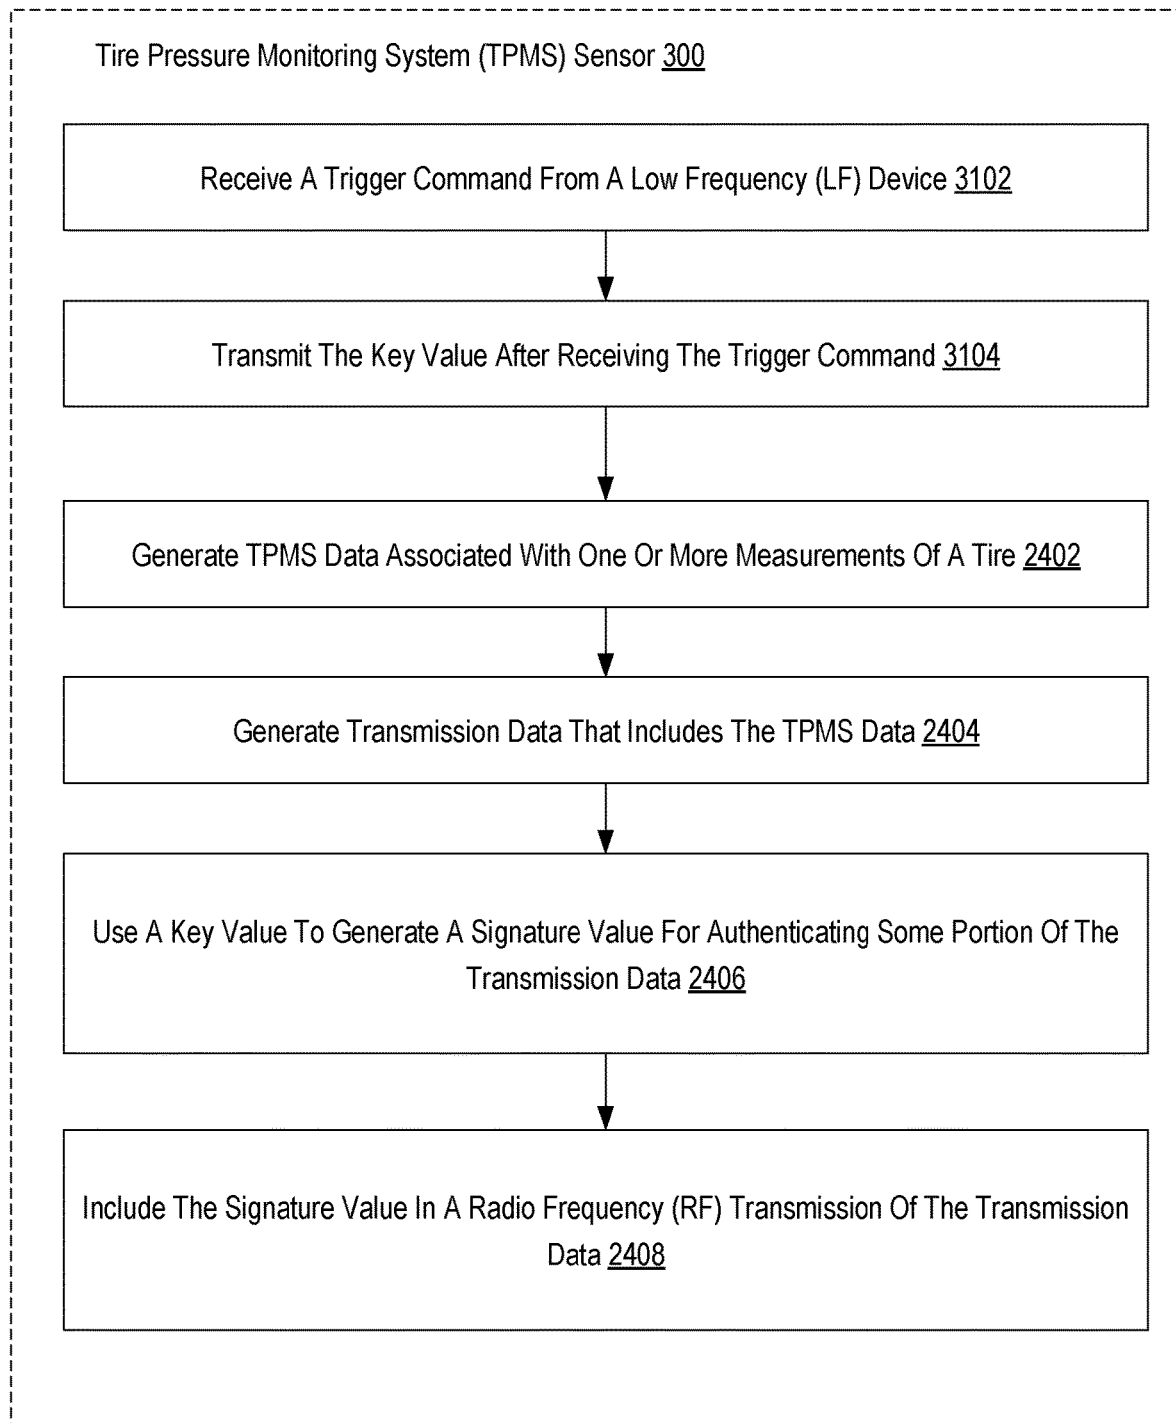 Tire Pressure Monitoring System (TPMS) Sensor 300
Receive A Trigger Command From A Low Frequency (LF) Device 3102
Transmit The Key Value After Receiving The Trigger Command 3104
Generate TPMS Data Associated With One Or More Measurements Of A Tire 2402
Generate Transmission Data That Includes The TPMS Data 2404
Use A Key Value To Generate A Signature Value For Authenticating Some Portion Of The
Transmission Data 2406
Include The Signature Value In A Radio Frequency (RF) Transmission Of The Transmission
Data 2408